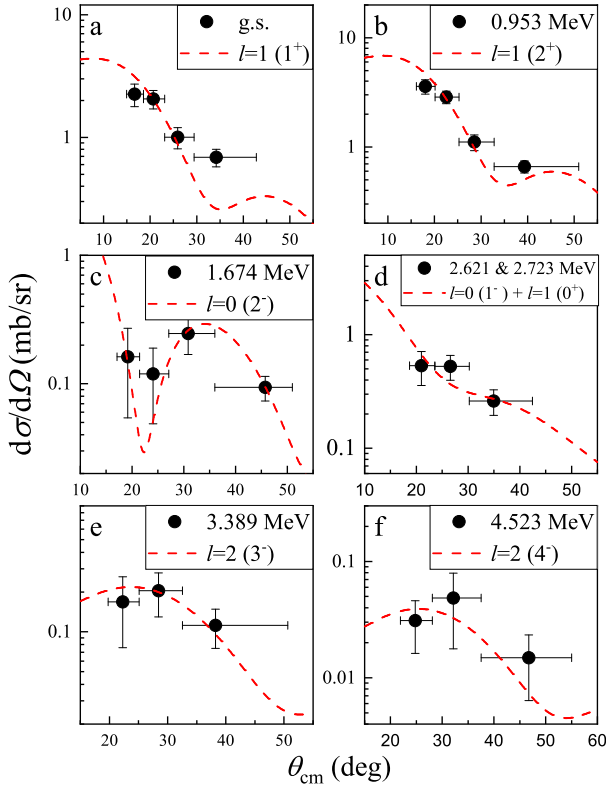 a
g.s.
l=1 (1⁺)
10
1
10
20
30
40
50
b
0.953 MeV
l=1 (2⁺)
10
1
10
20
30
40
50
dσ/dΩ (mb/sr)
c
1.674 MeV
l=0 (2⁻)
1
0.1
10
20
30
40
50
d
2.621 & 2.723 MeV
l=0 (1⁻) + l=1 (0⁺)
1
0.1
10
20
30
40
50
e
3.389 MeV
l=2 (3⁻)
0.1
20
30
40
50
f
4.523 MeV
l=2 (4⁻)
0.1
0.01
20
30
40
50
60
θcm (deg)